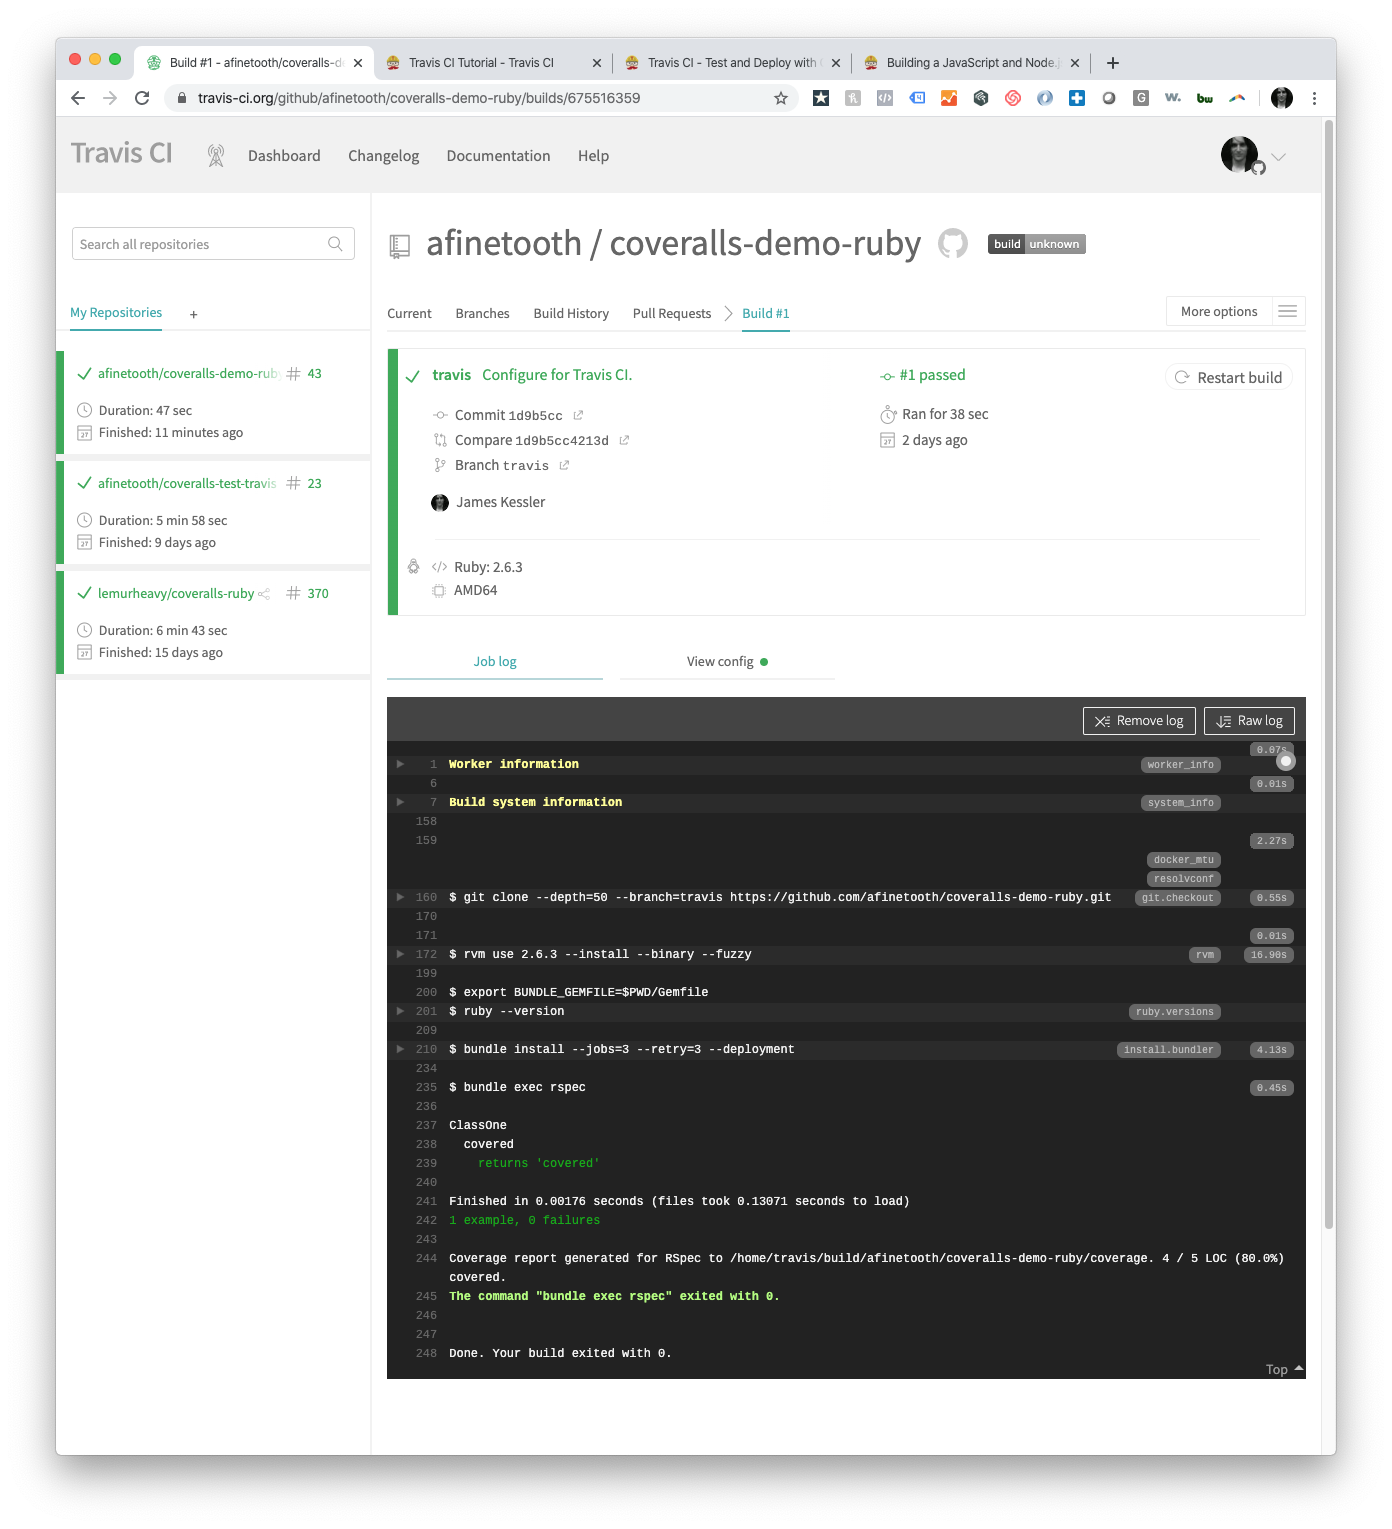 Build #1 - afinetooth/coveralls-de
Travis CI Tutorial - Travis CI
Travis CI - Test and Deploy with
Building a JavaScript and Node.js
travis-ci.org/github/afinetooth/coveralls-demo-ruby/builds/675516359
Travis CI
Dashboard
Changelog
Documentation
Help
Search all repositories
My Repositories +
afinetooth/coveralls-demo-ruby # 43
Duration: 47 sec
Finished: 11 minutes ago
afinetooth/coveralls-test-travis # 23
Duration: 5 min 58 sec
Finished: 9 days ago
lemurheavy/coveralls-ruby # 370
Duration: 6 min 43 sec
Finished: 15 days ago
afinetooth / coveralls-demo-ruby
build unknown
Current
Branches
Build History
Pull Requests
Build #1
More options
travis Configure for Travis CI.
Commit 1d9b5cc
Compare 1d9b5cc4213d
Branch travis
James Kessler
#1 passed
Ran for 38 sec
2 days ago
Restart build
Ruby: 2.6.3
AMD64
Job log
View config
Remove log
Raw log
0.07s
1 Worker information worker_info
6 0.01s
7 Build system information system_info
158
159 2.27s
docker_mtu
resolvconf
160 $ git clone --depth=50 --branch=travis https://github.com/afinetooth/coveralls-demo-ruby.git git.checkout 0.55s
170
171 0.01s
172 $ rvm use 2.6.3 --install --binary --fuzzy rvm 16.90s
199
200 $ export BUNDLE_GEMFILE=$PWD/Gemfile
201 $ ruby --version ruby.versions
209
210 $ bundle install --jobs=3 --retry=3 --deployment install.bundler 4.13s
234
235 $ bundle exec rspec 0.45s
236
237 ClassOne
238 covered
239 returns 'covered'
240
241 Finished in 0.00176 seconds (files took 0.13071 seconds to load)
242 1 example, 0 failures
243
244 Coverage report generated for RSpec to /home/travis/build/afinetooth/coveralls-demo-ruby/coverage. 4 / 5 LOC (80.0%)
covered.
245 The command "bundle exec rspec" exited with 0.
246
247
248 Done. Your build exited with 0.
Top